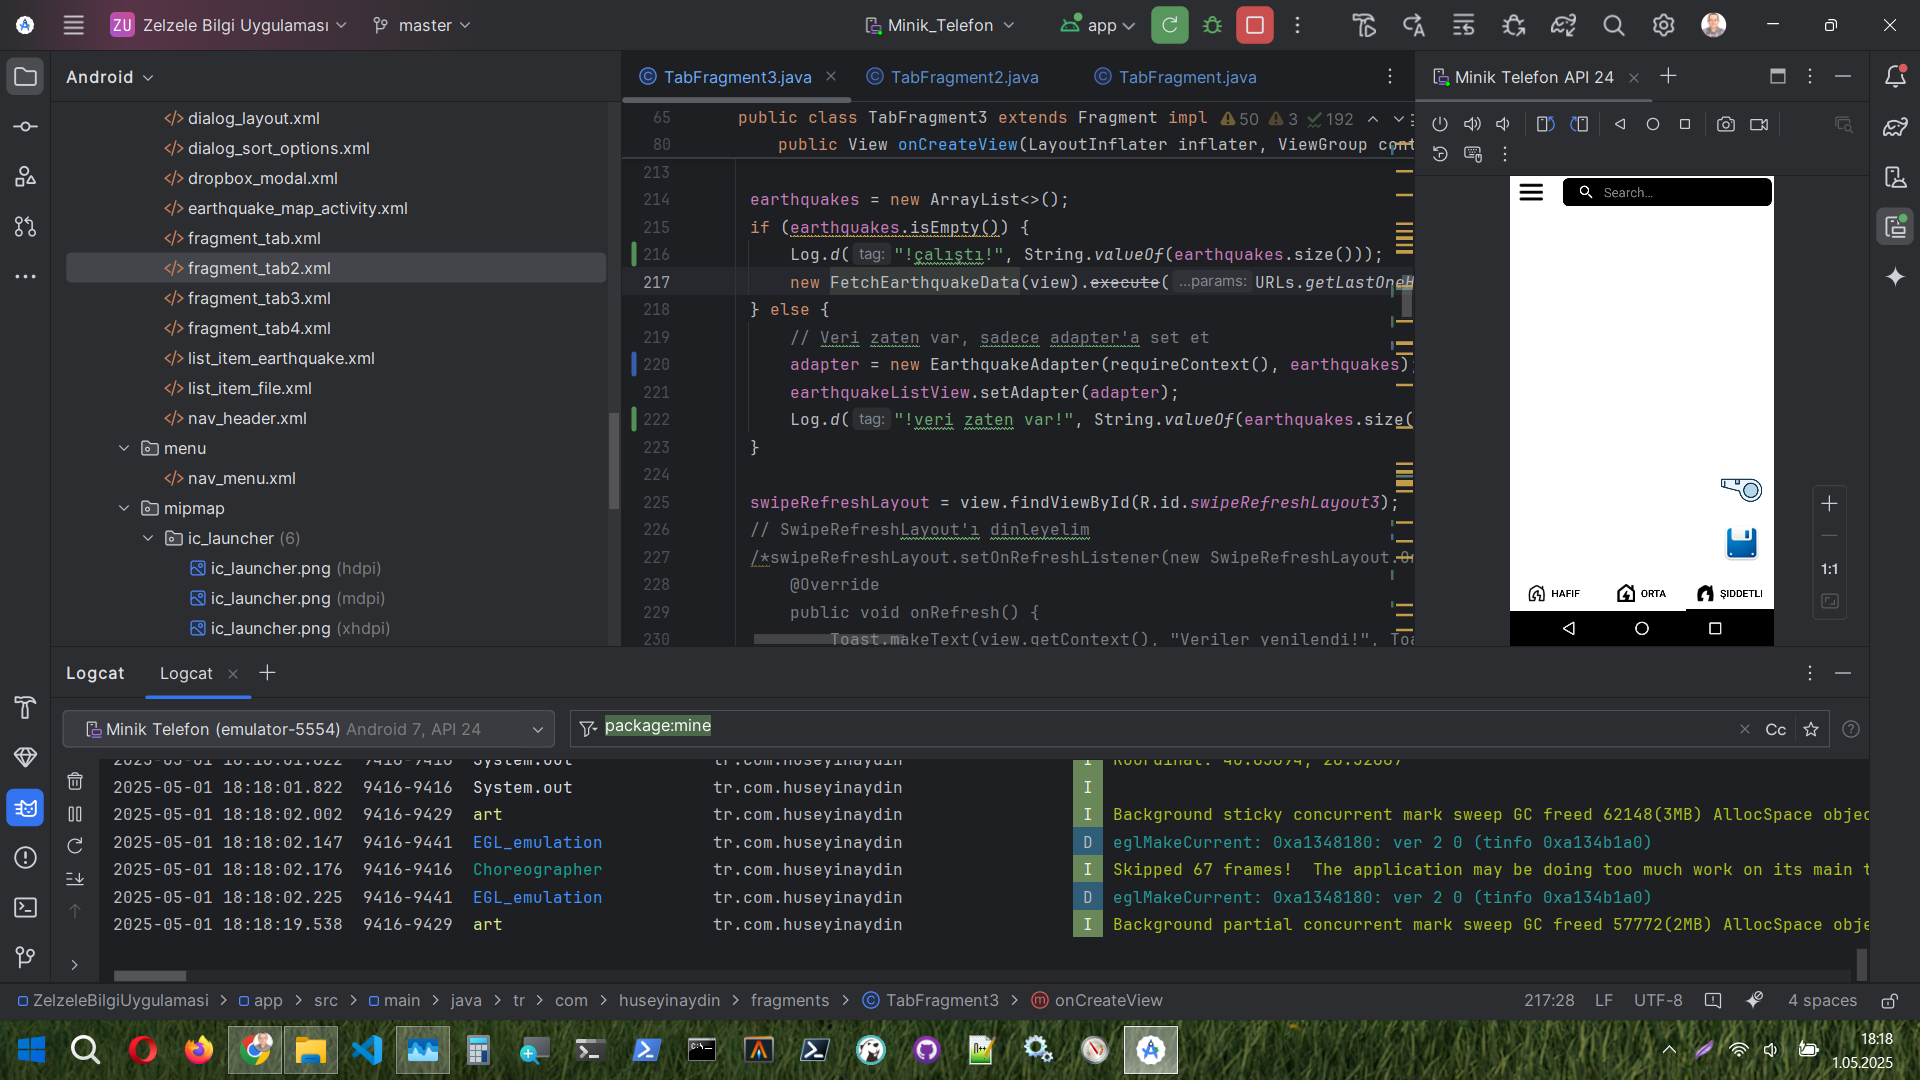 ZU Zelzele Bilgi Uygulaması master Minik_Telefon app
Android
TabFragment3.java TabFragment2.java TabFragment.java
Minik Telefon API 24
dialog_layout.xml
dialog_sort_options.xml
dropbox_modal.xml
earthquake_map_activity.xml
fragment_tab.xml
fragment_tab2.xml
fragment_tab3.xml
fragment_tab4.xml
list_item_earthquake.xml
list_item_file.xml
nav_header.xml
menu
nav_menu.xml
mipmap
ic_launcher (6)
ic_launcher.png (hdpi)
ic_launcher.png (mdpi)
ic_launcher.png (xhdpi)
65 public class TabFragment3 extends Fragment impl 50 3 192
80 public View onCreateView(LayoutInflater inflater, ViewGroup cont
213
214 earthquakes = new ArrayList<>();
215 if (earthquakes.isEmpty()) {
216 Log.d( tag: "!çalıştı!", String.valueOf(earthquakes.size()));
217 new FetchEarthquakeData(view).execute( ...params: URLs.getLastOneH
218 } else {
219 // Veri zaten var, sadece adapter'a set et
220 adapter = new EarthquakeAdapter(requireContext(), earthquakes);
221 earthquakeListView.setAdapter(adapter);
222 Log.d( tag: "!veri zaten var!", String.valueOf(earthquakes.size(
223 }
224
225 swipeRefreshLayout = view.findViewById(R.id.swipeRefreshLayout3);
226 // SwipeRefreshLayout'ı dinleyelim
227 /*swipeRefreshLayout.setOnRefreshListener(new SwipeRefreshLayout.On
228 @Override
229 public void onRefresh() {
230 Toast.makeText(view.getContext(), "Veriler yenilendi!", Toa
Search...
HAFIF ORTA ŞIDDETLI
1:1
Logcat Logcat
Minik Telefon (emulator-5554) Android 7, API 24
package:mine
Cc
2025-05-01 18:18:01.822 9416-9416 System.out tr.com.huseyinaydin I
2025-05-01 18:18:01.822 9416-9416 System.out tr.com.huseyinaydin I
2025-05-01 18:18:02.002 9416-9429 art tr.com.huseyinaydin I Background sticky concurrent mark sweep GC freed 62148(3MB) AllocSpace objec
2025-05-01 18:18:02.147 9416-9441 EGL_emulation tr.com.huseyinaydin D eglMakeCurrent: 0xa1348180: ver 2 0 (tinfo 0xa134b1a0)
2025-05-01 18:18:02.176 9416-9416 Choreographer tr.com.huseyinaydin I Skipped 67 frames!  The application may be doing too much work on its main t
2025-05-01 18:18:02.225 9416-9441 EGL_emulation tr.com.huseyinaydin D eglMakeCurrent: 0xa1348180: ver 2 0 (tinfo 0xa134b1a0)
2025-05-01 18:18:19.538 9416-9429 art tr.com.huseyinaydin I Background partial concurrent mark sweep GC freed 57772(2MB) AllocSpace obje
ZelzeleBilgiUygulamasi > app > src > main > java > tr > com > huseyinaydin > fragments > TabFragment3 > onCreateView 217:28 LF UTF-8 4 spaces
18:18
1.05.2025